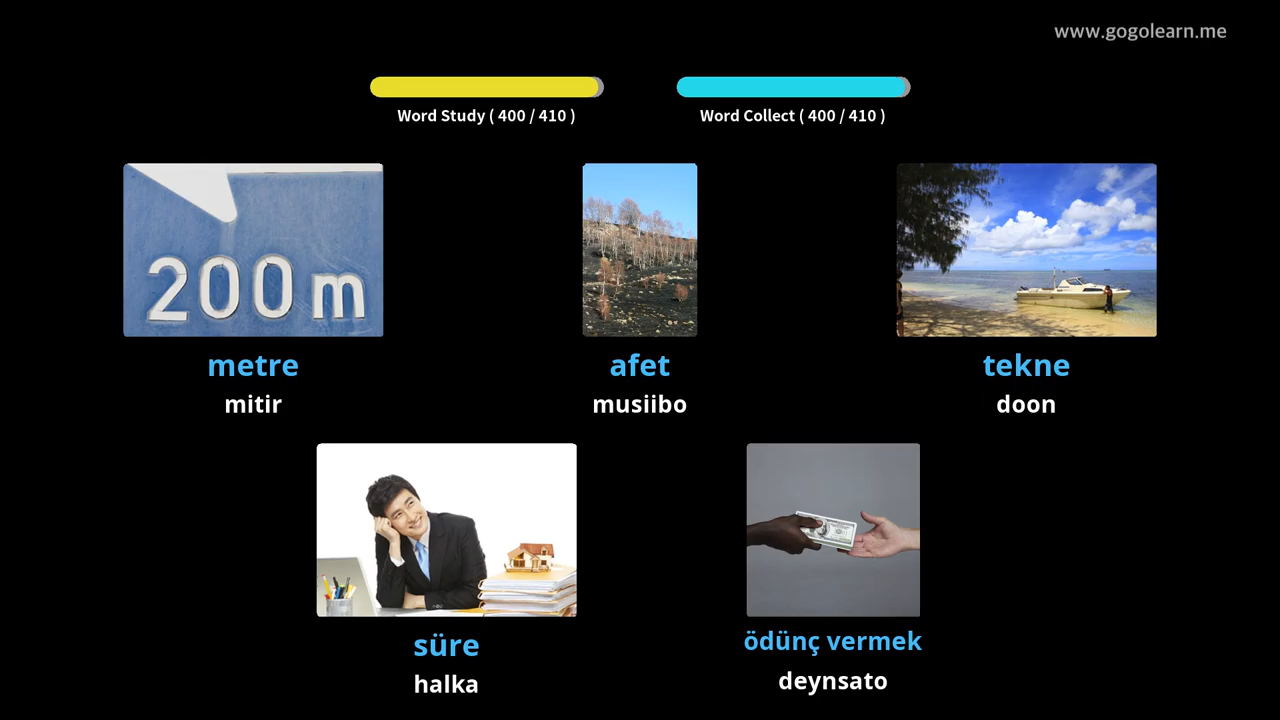 www.gogolearn.me
Word Study ( 400 / 410 )
Word Collect ( 400 / 410 )
200 m
metre
mitir
afet
musiibo
tekne
doon
süre
halka
ödünç vermek
deynsato